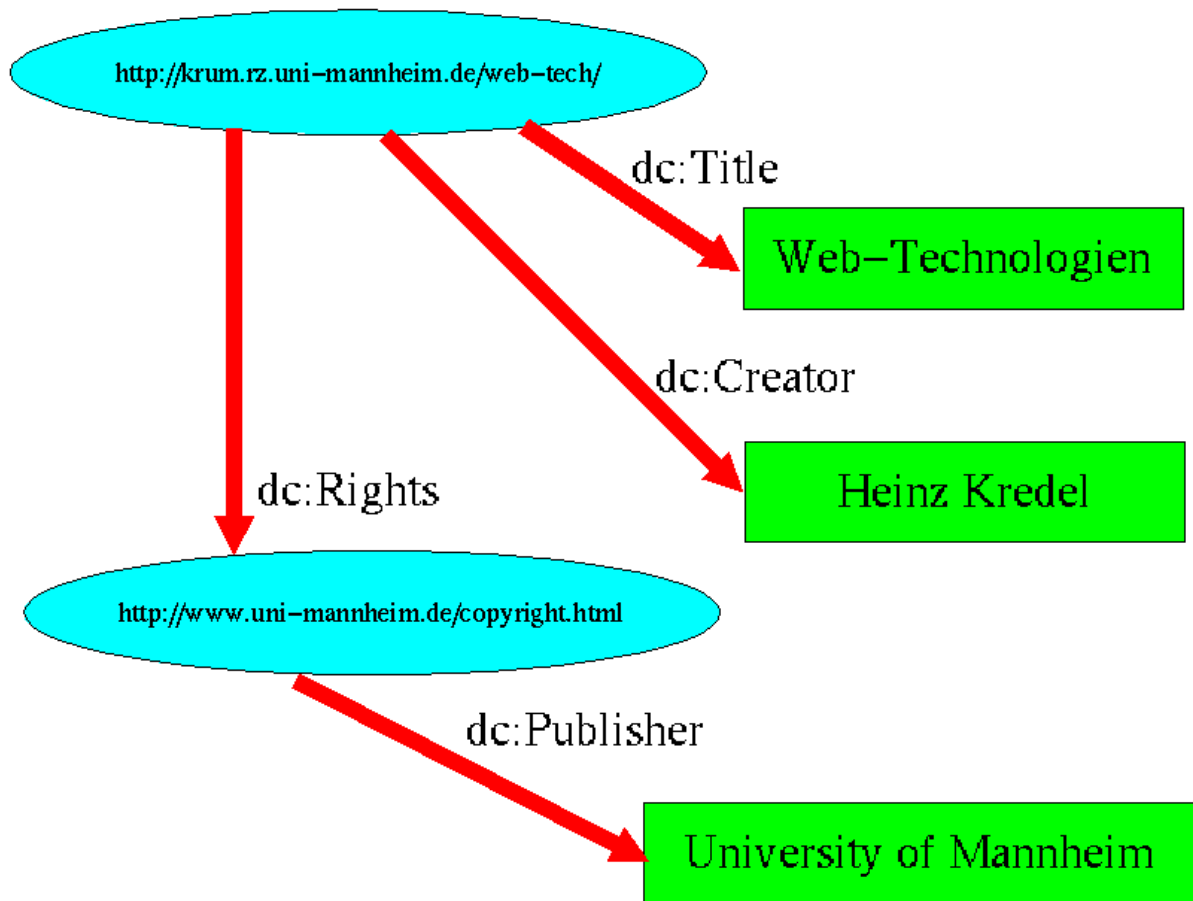 http://krum.rz.uni-mannheim.de/web-tech/
dc:Title
Web-Technologien
dc:Creator
Heinz Kredel
dc:Rights
http://www.uni-mannheim.de/copyright.html
dc:Publisher
University of Mannheim